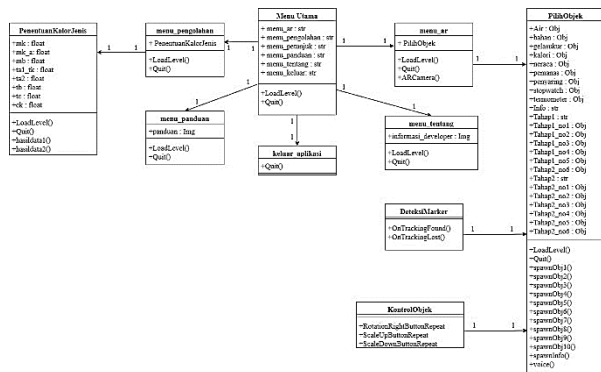 PenentuanKalorJenis
+ mk : float
+ mk_a: float
+ mb : float
+ ta1_tk : float
+ ta2 : float
+ tb : float
+ tc : float
+ ck : float
+LoadLevel()
+Quit()
+hasildata1()
+hasildata2()
1
1
menu_pengolahan
+ PenentuanKalorJenis
+LoadLevel()
+Quit()
1
1
Menu Utama
+ menu_ar : str
+ menu_pengolahan : str
+ menu_petunjuk : str
+ menu_panduan : str
+ menu_tentang : str
+ menu_keluar : str
+LoadLevel()
+Quit()
1
1
menu_ar
+ PilihObjek
+LoadLevel()
+Quit()
+ARCamera()
1
1
PilihObjek
+Air : Obj
+bahan : Obj
+gelasukur : Obj
+kalori : Obj
+neraca : Obj
+pemanas : Obj
+penyaring : Obj
+stopwatch : Obj
+termometer : Obj
+Info : str
+Tahap1 : str
+Tahap1_no1 : Obj
+Tahap1_no2 : Obj
+Tahap1_no3 : Obj
+Tahap1_no4 : Obj
+Tahap1_no5 : Obj
+Tahap1_no6 : Obj
+Tahap2 : str
+Tahap2_no1 : Obj
+Tahap2_no2 : Obj
+Tahap2_no3 : Obj
+Tahap2_no4 : Obj
+Tahap2_no5 : Obj
+Tahap2_no6 : Obj
+LoadLevel()
+Quit()
+spawnObj1()
+spawnObj2()
+spawnObj3()
+spawnObj4()
+spawnObj5()
+spawnObj6()
+spawnObj7()
+spawnObj8()
+spawnObj9()
+spawnObj10()
+spawnInfo()
+voice()
1
1
menu_panduan
+panduan : Img
+LoadLevel()
+Quit()
1
1
keluar_aplikasi
+Quit()
1
1
menu_tentang
+informasi_developer : Img
+LoadLevel()
+Quit()
DeteksiMarker
+OnTrackingFound()
+OnTrackingLost()
1
1
KontrolObjek
+RotationRightButtonRepeat
+ScaleUpButtonRepeat
+ScaleDownButtonRepeat
1
1